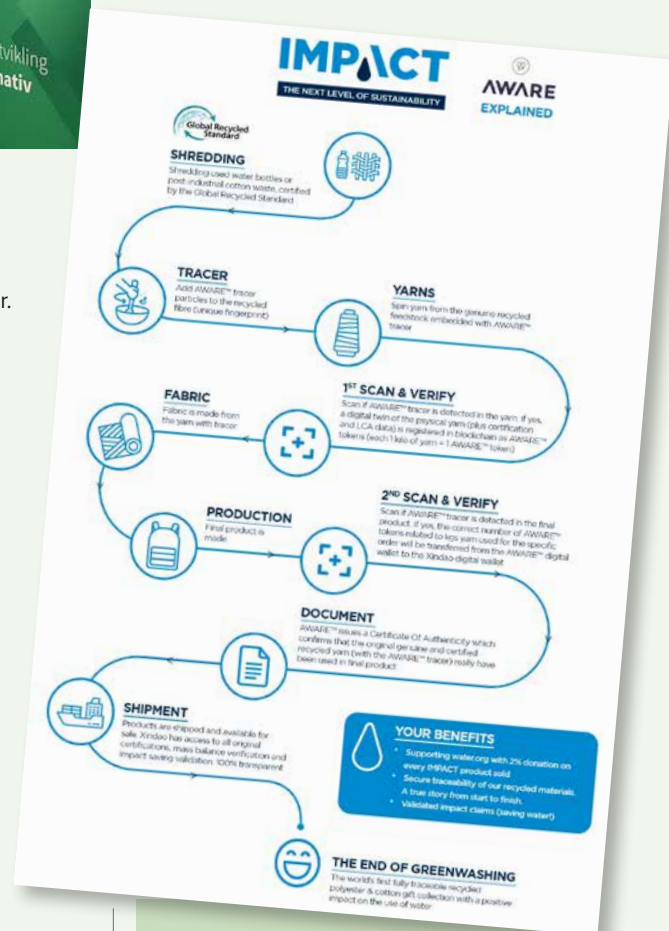 tvikling
nativ
r.
IMPACT
THE NEXT LEVEL OF SUSTAINABILITY
AWARE
EXPLAINED
Global Recycled
Standard
SHREDDING
Shredding used water bottles or
post-industrial cotton waste, certified
by the Global Recycled Standard
TRACER
Add AWARE™ tracer
particles to the recycled
fibre (unique fingerprint)
YARNS
Spin yarn from the genuine recycled
feedstock embedded with AWARE™
tracer
1ST SCAN & VERIFY
Scan if AWARE™ tracer is detected in the yarn. If yes,
a digital twin of the psysical yarn (plus certification
and LCA data) is registered in blockchain as AWARE™
tokens (each 1 kilo of yarn = 1 AWARE™ token)
FABRIC
Fabric is made from
the yarn with tracer
2ND SCAN & VERIFY
Scan if AWARE™ tracer is detected in the final
product. If yes, the correct number of AWARE™
tokens related to kgs yarn used for the specific
order will be transferred from the AWARE™ digital
wallet to the Xindao digital wallet
PRODUCTION
Final product is
made
DOCUMENT
AWARE™ issues a Certificate Of Authenticity which
confirms that the original genuine and certified
recycled yarn (with the AWARE™ tracer) really have
been used in final product
SHIPMENT
Products are shipped and available for
sale. Xindao has access to all original
certifications, mass balance verification and
impact saving validation. 100% transparent
YOUR BENEFITS
• Supporting water.org with 2% donation on
every IMPACT product sold
• Secure traceability of our recycled materials.
A true story from start to finish.
• Validated impact claims (saving water!)
THE END OF GREENWASHING
The world's first fully traceable recycled
polyester & cotton gift collection with a positive
impact on the use of water